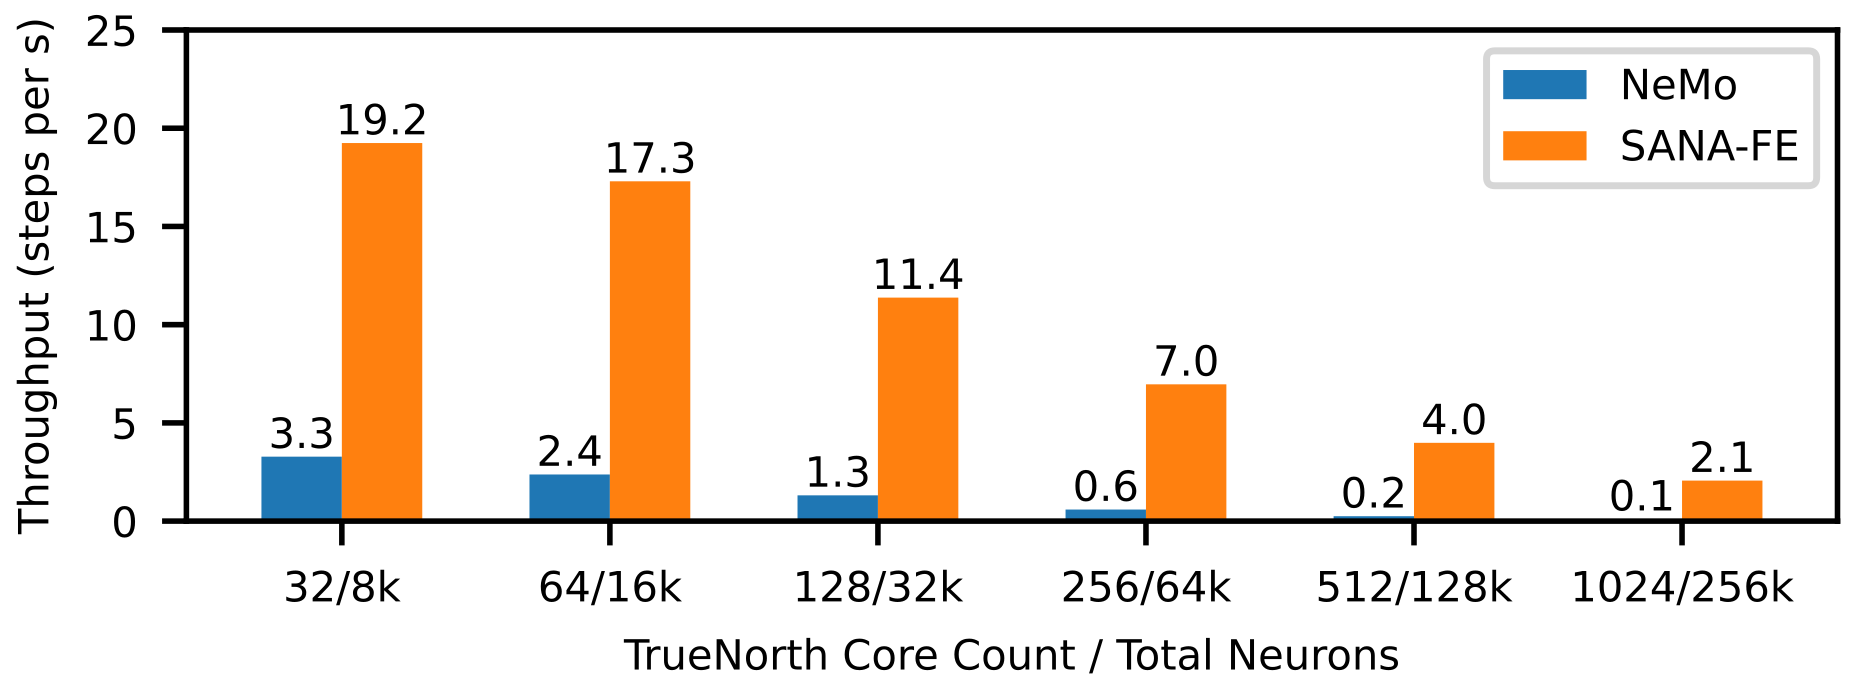 Throughput (steps per s)
25
20
15
10
5
0
NeMo
SANA-FE
19.2
17.3
11.4
7.0
4.0
2.1
3.3
2.4
1.3
0.6
0.2
0.1
32/8k
64/16k
128/32k
256/64k
512/128k
1024/256k
TrueNorth Core Count / Total Neurons